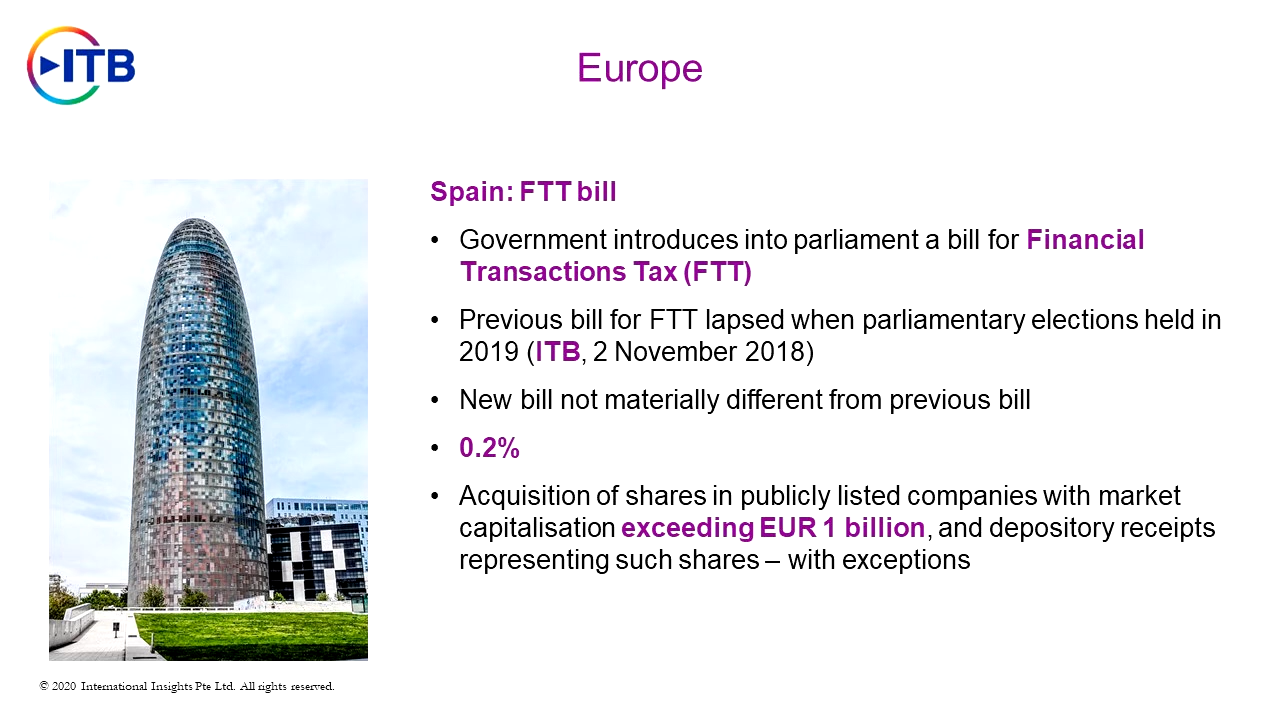 ITB
Europe
Spain: FTT bill
• Government introduces into parliament a bill for Financial
Transactions Tax (FTT)
• Previous bill for FTT lapsed when parliamentary elections held in
2019 (ITB, 2 November 2018)
• New bill not materially different from previous bill
• 0.2%
• Acquisition of shares in publicly listed companies with market
capitalisation exceeding EUR 1 billion, and depository receipts
representing such shares – with exceptions
© 2020 International Insights Pte Ltd. All rights reserved.